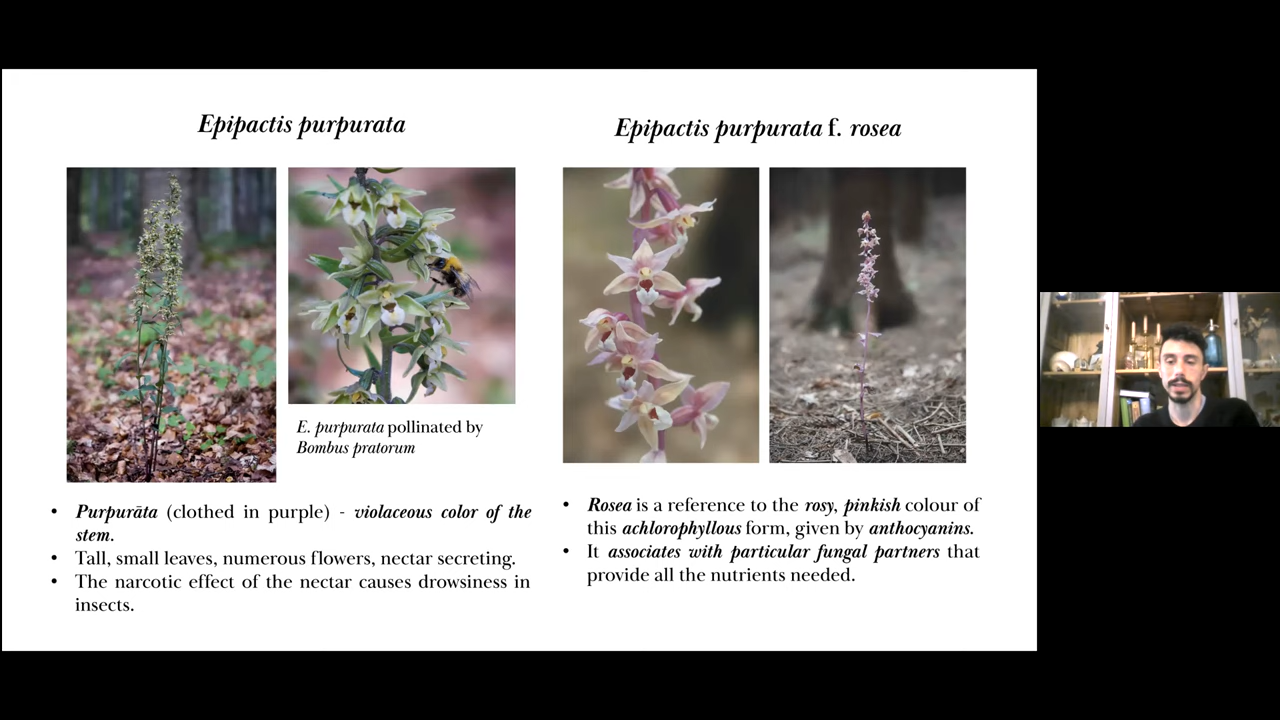 Epipactis purpurata
E. purpurata pollinated by
Bombus pratorum
• Purpurāta (clothed in purple) - violaceous color of the
stem.
• Tall, small leaves, numerous flowers, nectar secreting.
• The narcotic effect of the nectar causes drowsiness in
insects.
Epipactis purpurata f. rosea
• Rosea is a reference to the rosy, pinkish colour of
this achlorophyllous form, given by anthocyanins.
• It associates with particular fungal partners that
provide all the nutrients needed.